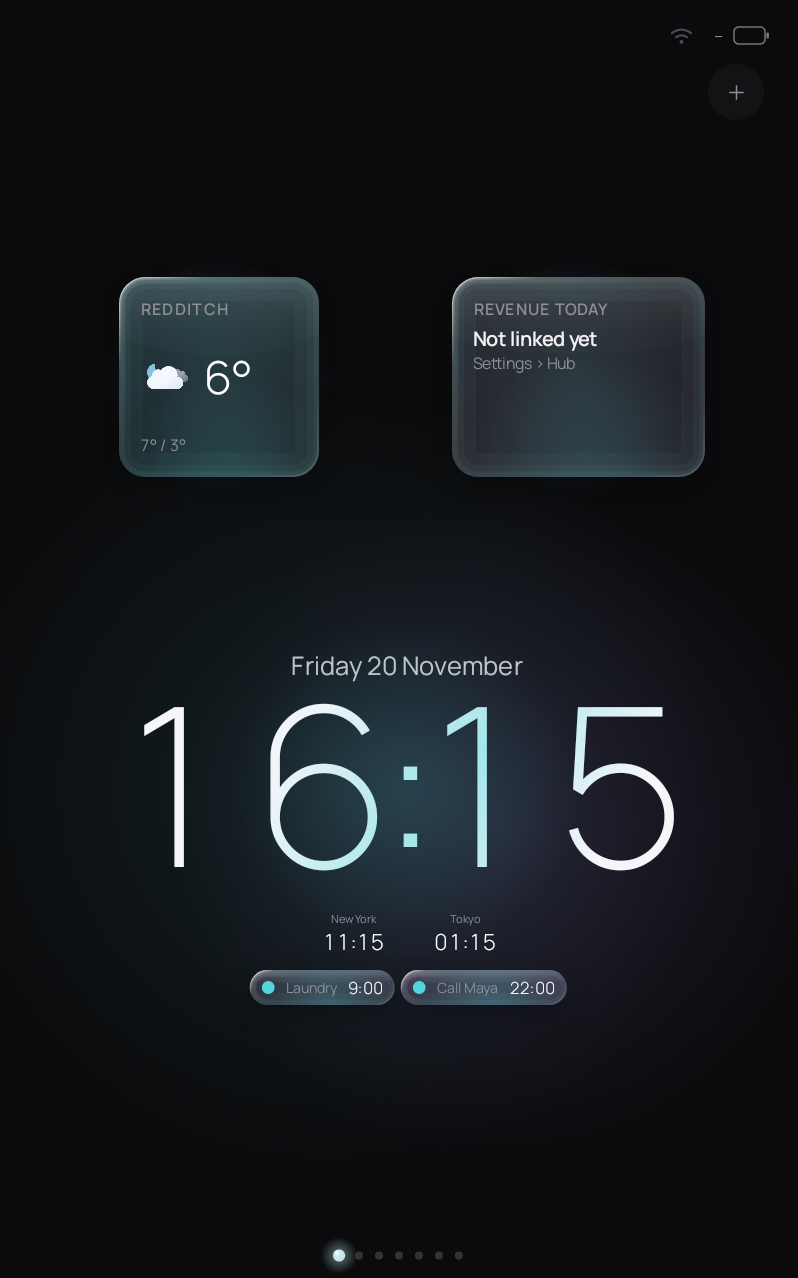 –
+
REDDITCH
6°
7° / 3°
REVENUE TODAY
Not linked yet
Settings › Hub
Friday 20 November
16:15
New York
11:15
Tokyo
01:15
Laundry 9:00
Call Maya 22:00